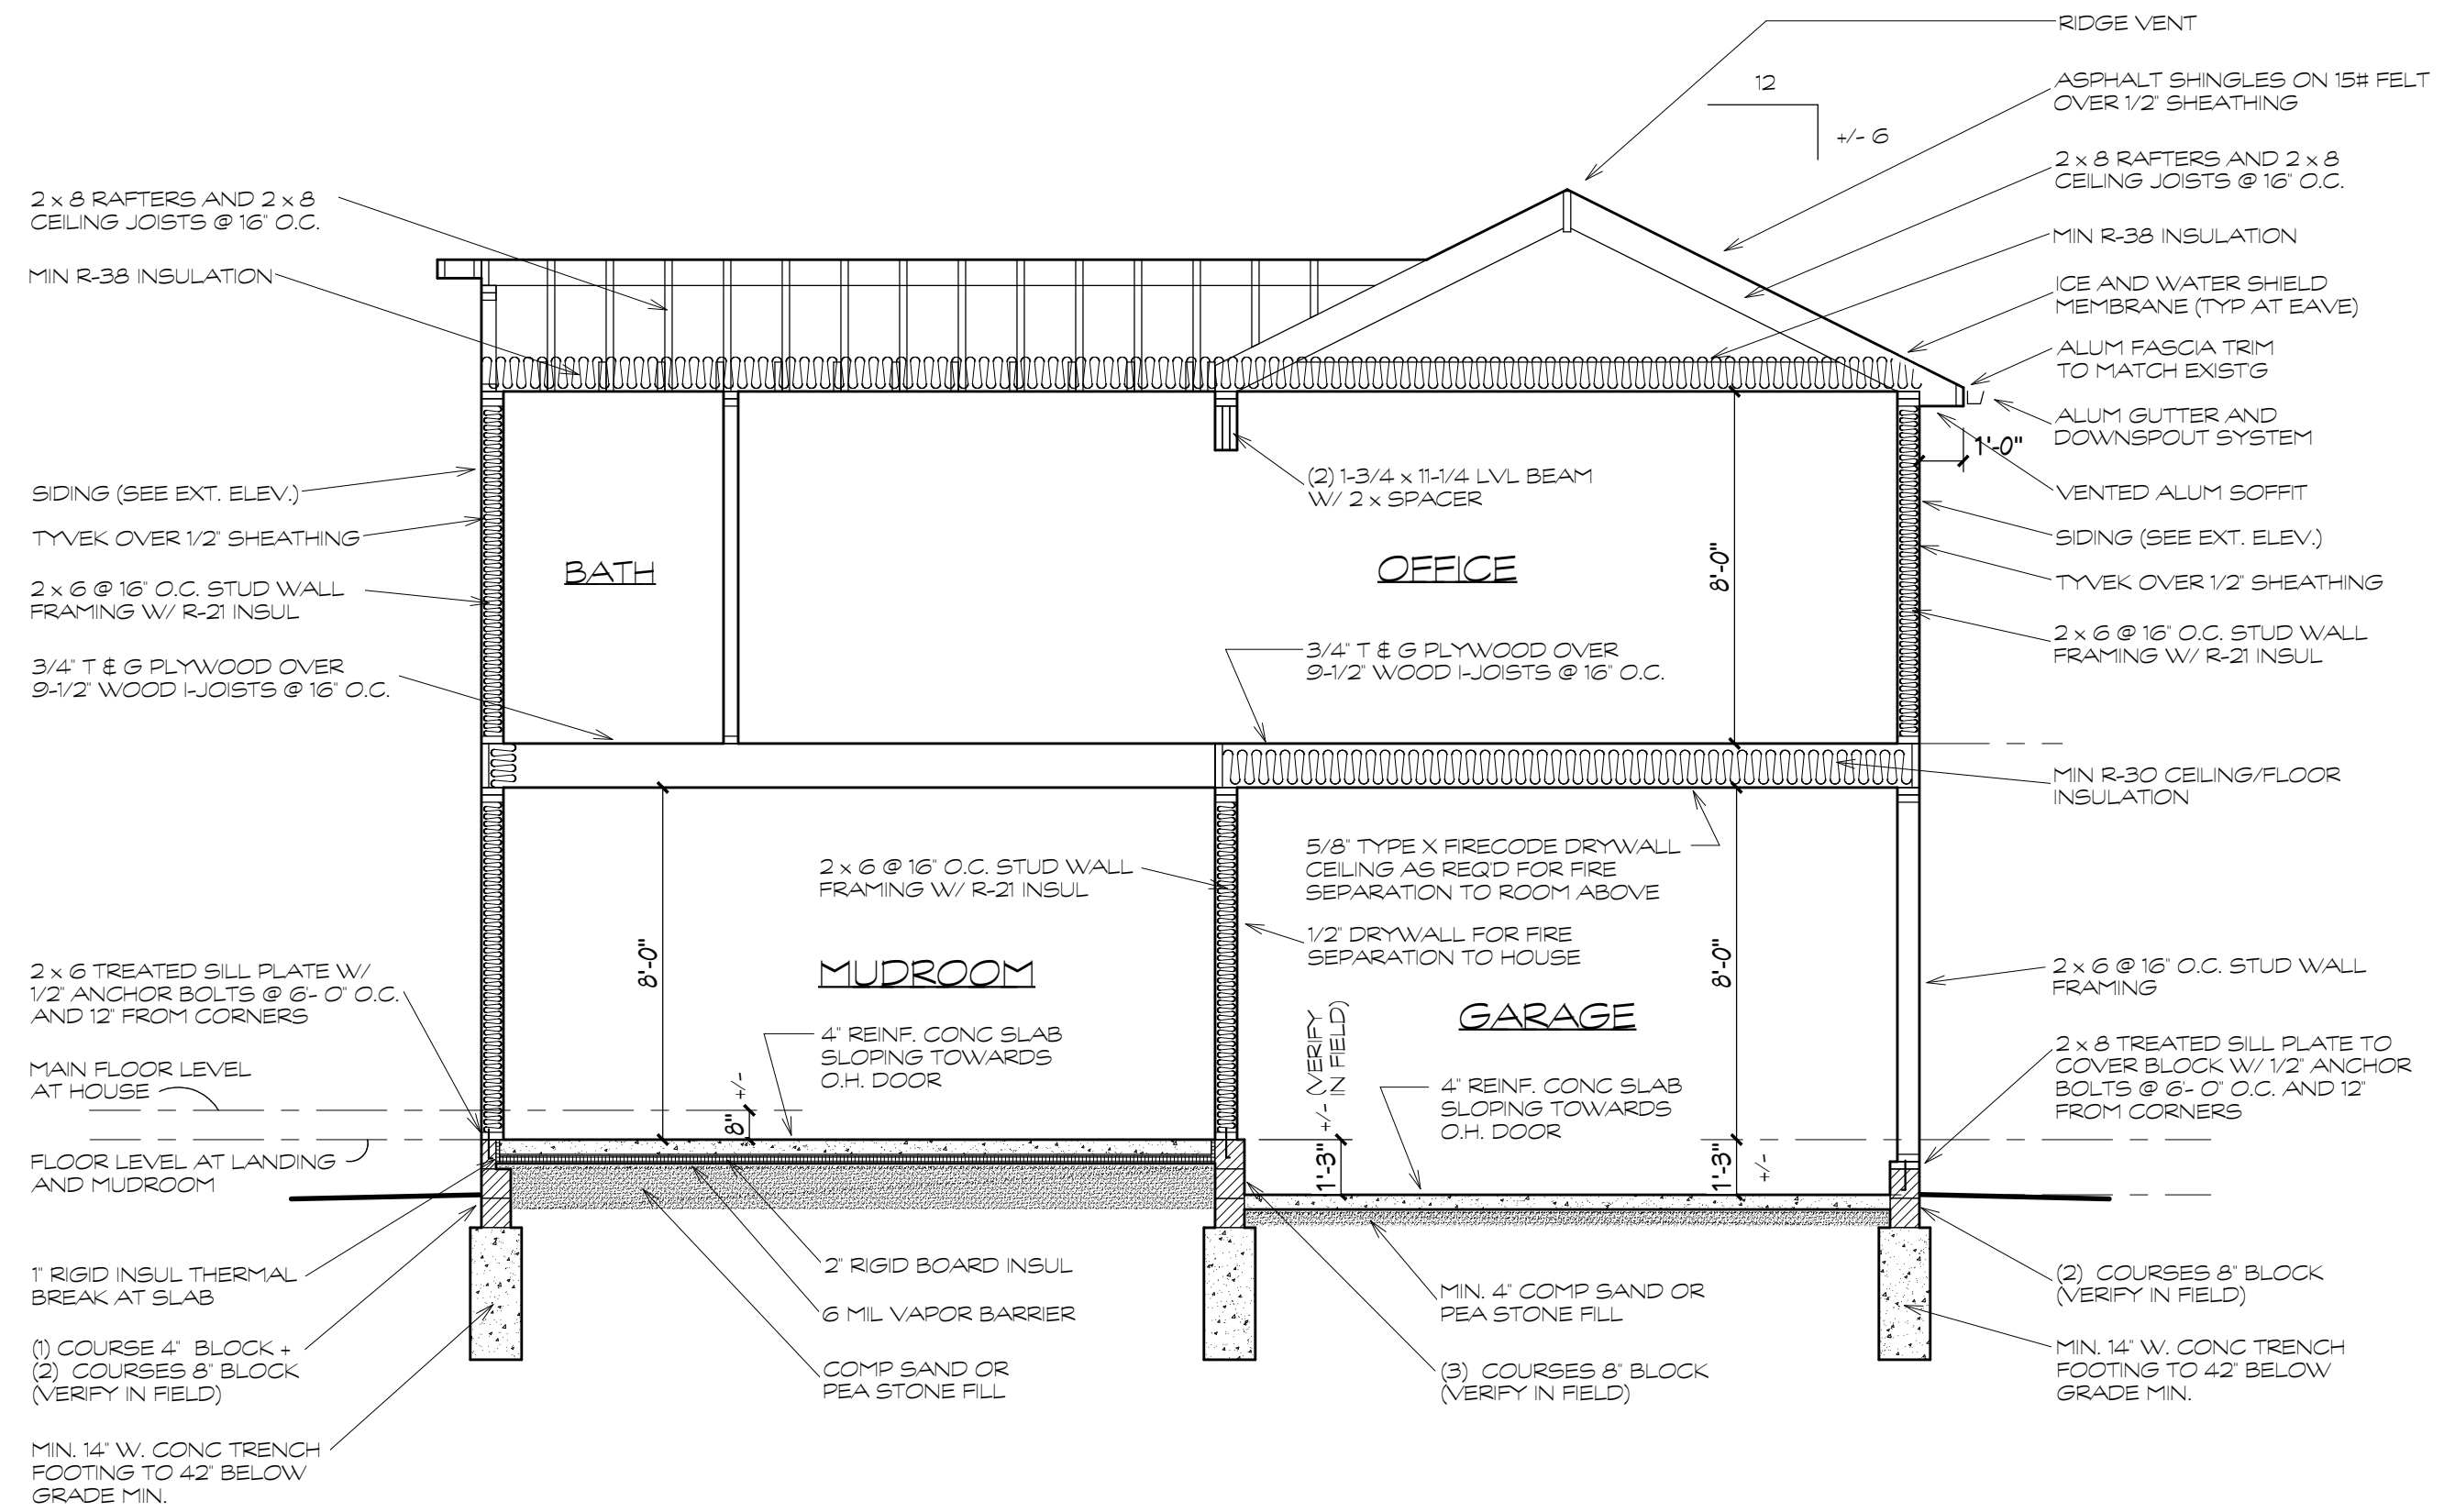 RIDGE VENT
12
+/- 6
ASPHALT SHINGLES ON 15# FELT
OVER 1/2" SHEATHING
2 x 8 RAFTERS AND 2 x 8
CEILING JOISTS @ 16" O.C.
MIN R-38 INSULATION
ICE AND WATER SHIELD
MEMBRANE (TYP AT EAVE)
ALUM FASCIA TRIM
TO MATCH EXIST'G
ALUM GUTTER AND
DOWNSPOUT SYSTEM
1'-0"
VENTED ALUM SOFFIT
SIDING (SEE EXT. ELEV.)
TYVEK OVER 1/2" SHEATHING
2 x 6 @ 16" O.C. STUD WALL
FRAMING W/ R-21 INSUL
MIN R-30 CEILING/FLOOR
INSULATION
2 x 6 @ 16" O.C. STUD WALL
FRAMING
2 x 8 TREATED SILL PLATE TO
COVER BLOCK W/ 1/2" ANCHOR
BOLTS @ 6'- 0" O.C. AND 12"
FROM CORNERS
(2) COURSES 8" BLOCK
(VERIFY IN FIELD)
MIN. 14" W. CONC TRENCH
FOOTING TO 42" BELOW
GRADE MIN.
2 x 8 RAFTERS AND 2 x 8
CEILING JOISTS @ 16" O.C.
MIN R-38 INSULATION
SIDING (SEE EXT. ELEV.)
TYVEK OVER 1/2" SHEATHING
2 x 6 @ 16" O.C. STUD WALL
FRAMING W/ R-21 INSUL
3/4" T & G PLYWOOD OVER
9-1/2" WOOD I-JOISTS @ 16" O.C.
2 x 6 TREATED SILL PLATE W/
1/2" ANCHOR BOLTS @ 6'- 0" O.C.
AND 12" FROM CORNERS
MAIN FLOOR LEVEL
AT HOUSE
FLOOR LEVEL AT LANDING
AND MUDROOM
1" RIGID INSUL THERMAL
BREAK AT SLAB
(1) COURSE 4" BLOCK +
(2) COURSES 8" BLOCK
(VERIFY IN FIELD)
MIN. 14" W. CONC TRENCH
FOOTING TO 42" BELOW
GRADE MIN.
BATH
(2) 1-3/4 x 11-1/4 LVL BEAM
W/ 2 x SPACER
OFFICE
8'-0"
3/4" T & G PLYWOOD OVER
9-1/2" WOOD I-JOISTS @ 16" O.C.
2 x 6 @ 16" O.C. STUD WALL
FRAMING W/ R-21 INSUL
8'-0"
MUDROOM
4" REINF. CONC SLAB
SLOPING TOWARDS
O.H. DOOR
8" +/-
5/8" TYPE X FIRECODE DRYWALL
CEILING AS REQ'D FOR FIRE
SEPARATION TO ROOM ABOVE
1/2" DRYWALL FOR FIRE
SEPARATION TO HOUSE
8'-0"
GARAGE
1'-3" +/- (VERIFY
IN FIELD)
4" REINF. CONC SLAB
SLOPING TOWARDS
O.H. DOOR
1'-3" +/-
2" RIGID BOARD INSUL
6 MIL VAPOR BARRIER
COMP SAND OR
PEA STONE FILL
MIN. 4" COMP SAND OR
PEA STONE FILL
(3) COURSES 8" BLOCK
(VERIFY IN FIELD)